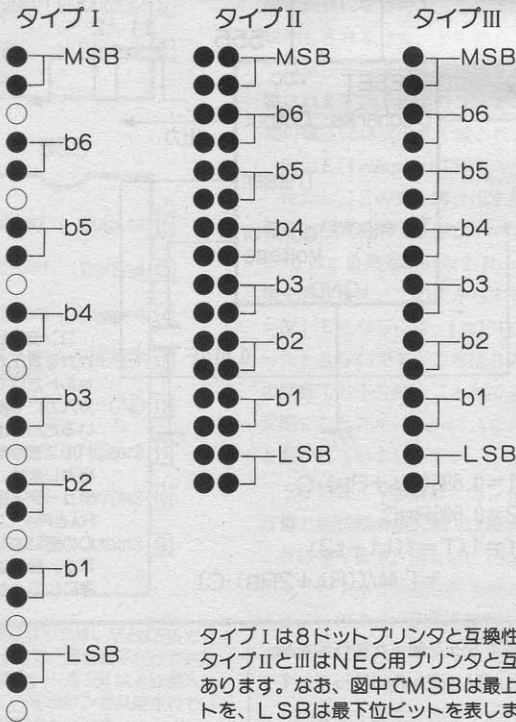 タイプⅠ
MSB
b6
b5
b4
b3
b2
b1
LSB
タイプⅡ
MSB
b6
b5
b4
b3
b2
b1
LSB
タイプⅢ
MSB
b6
b5
b4
b3
b2
b1
LSB
タイプⅠは8ドットプリンタと互換性
タイプⅡとⅢはNEC用プリンタと互
あります。なお、図中でMSBは最上
トを、LSBは最下位ビットを表しま